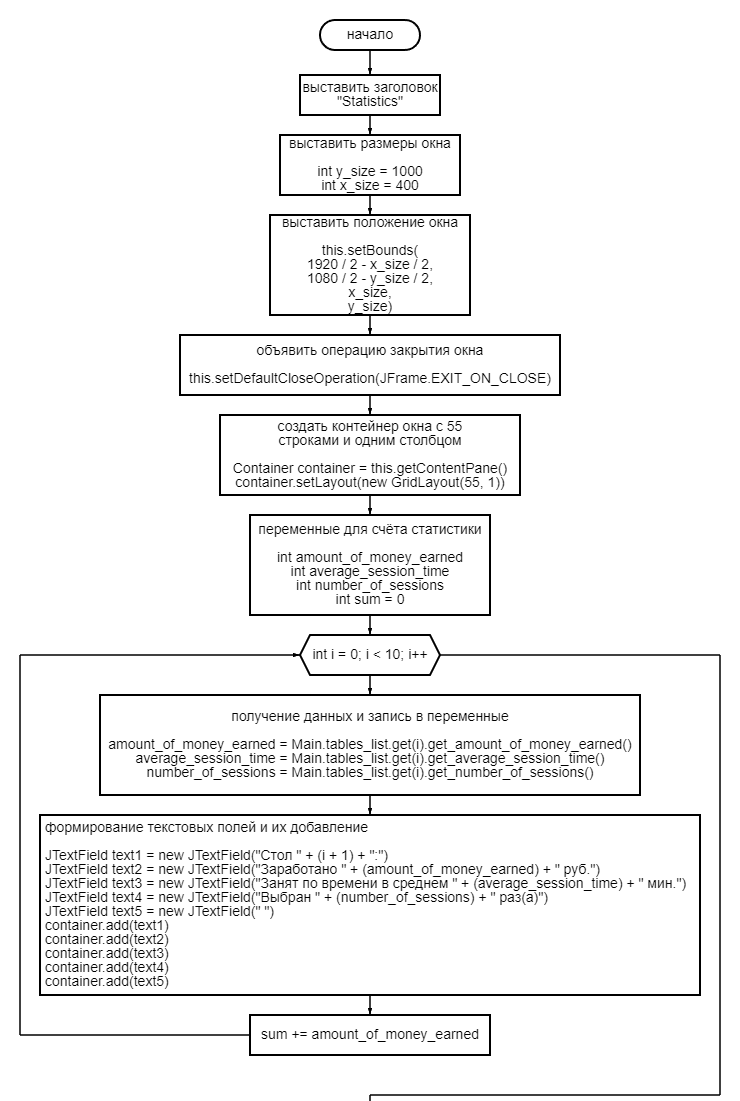 начало
выставить заголовок
"Statistics"
выставить размеры окна
int y_size = 1000
int x_size = 400
выставить положение окна
this.setBounds(
1920 / 2 - x_size / 2,
1080 / 2 - y_size / 2,
x_size,
y_size)
объявить операцию закрытия окна
this.setDefaultCloseOperation(JFrame.EXIT_ON_CLOSE)
создать контейнер окна с 55
строками и одним столбцом
Container container = this.getContentPane()
container.setLayout(new GridLayout(55, 1))
переменные для счёта статистики
int amount_of_money_earned
int average_session_time
int number_of_sessions
int sum = 0
int i = 0; i < 10; i++
получение данных и запись в переменные
amount_of_money_earned = Main.tables_list.get(i).get_amount_of_money_earned()
average_session_time = Main.tables_list.get(i).get_average_session_time()
number_of_sessions = Main.tables_list.get(i).get_number_of_sessions()
формирование текстовых полей и их добавление
JTextField text1 = new JTextField("Стол " + (i + 1) + ":")
JTextField text2 = new JTextField("Заработано " + (amount_of_money_earned) + " руб.")
JTextField text3 = new JTextField("Занят по времени в среднем " + (average_session_time) + " мин.")
JTextField text4 = new JTextField("Выбран " + (number_of_sessions) + " раз(а)")
JTextField text5 = new JTextField(" ")
container.add(text1)
container.add(text2)
container.add(text3)
container.add(text4)
container.add(text5)
sum += amount_of_money_earned